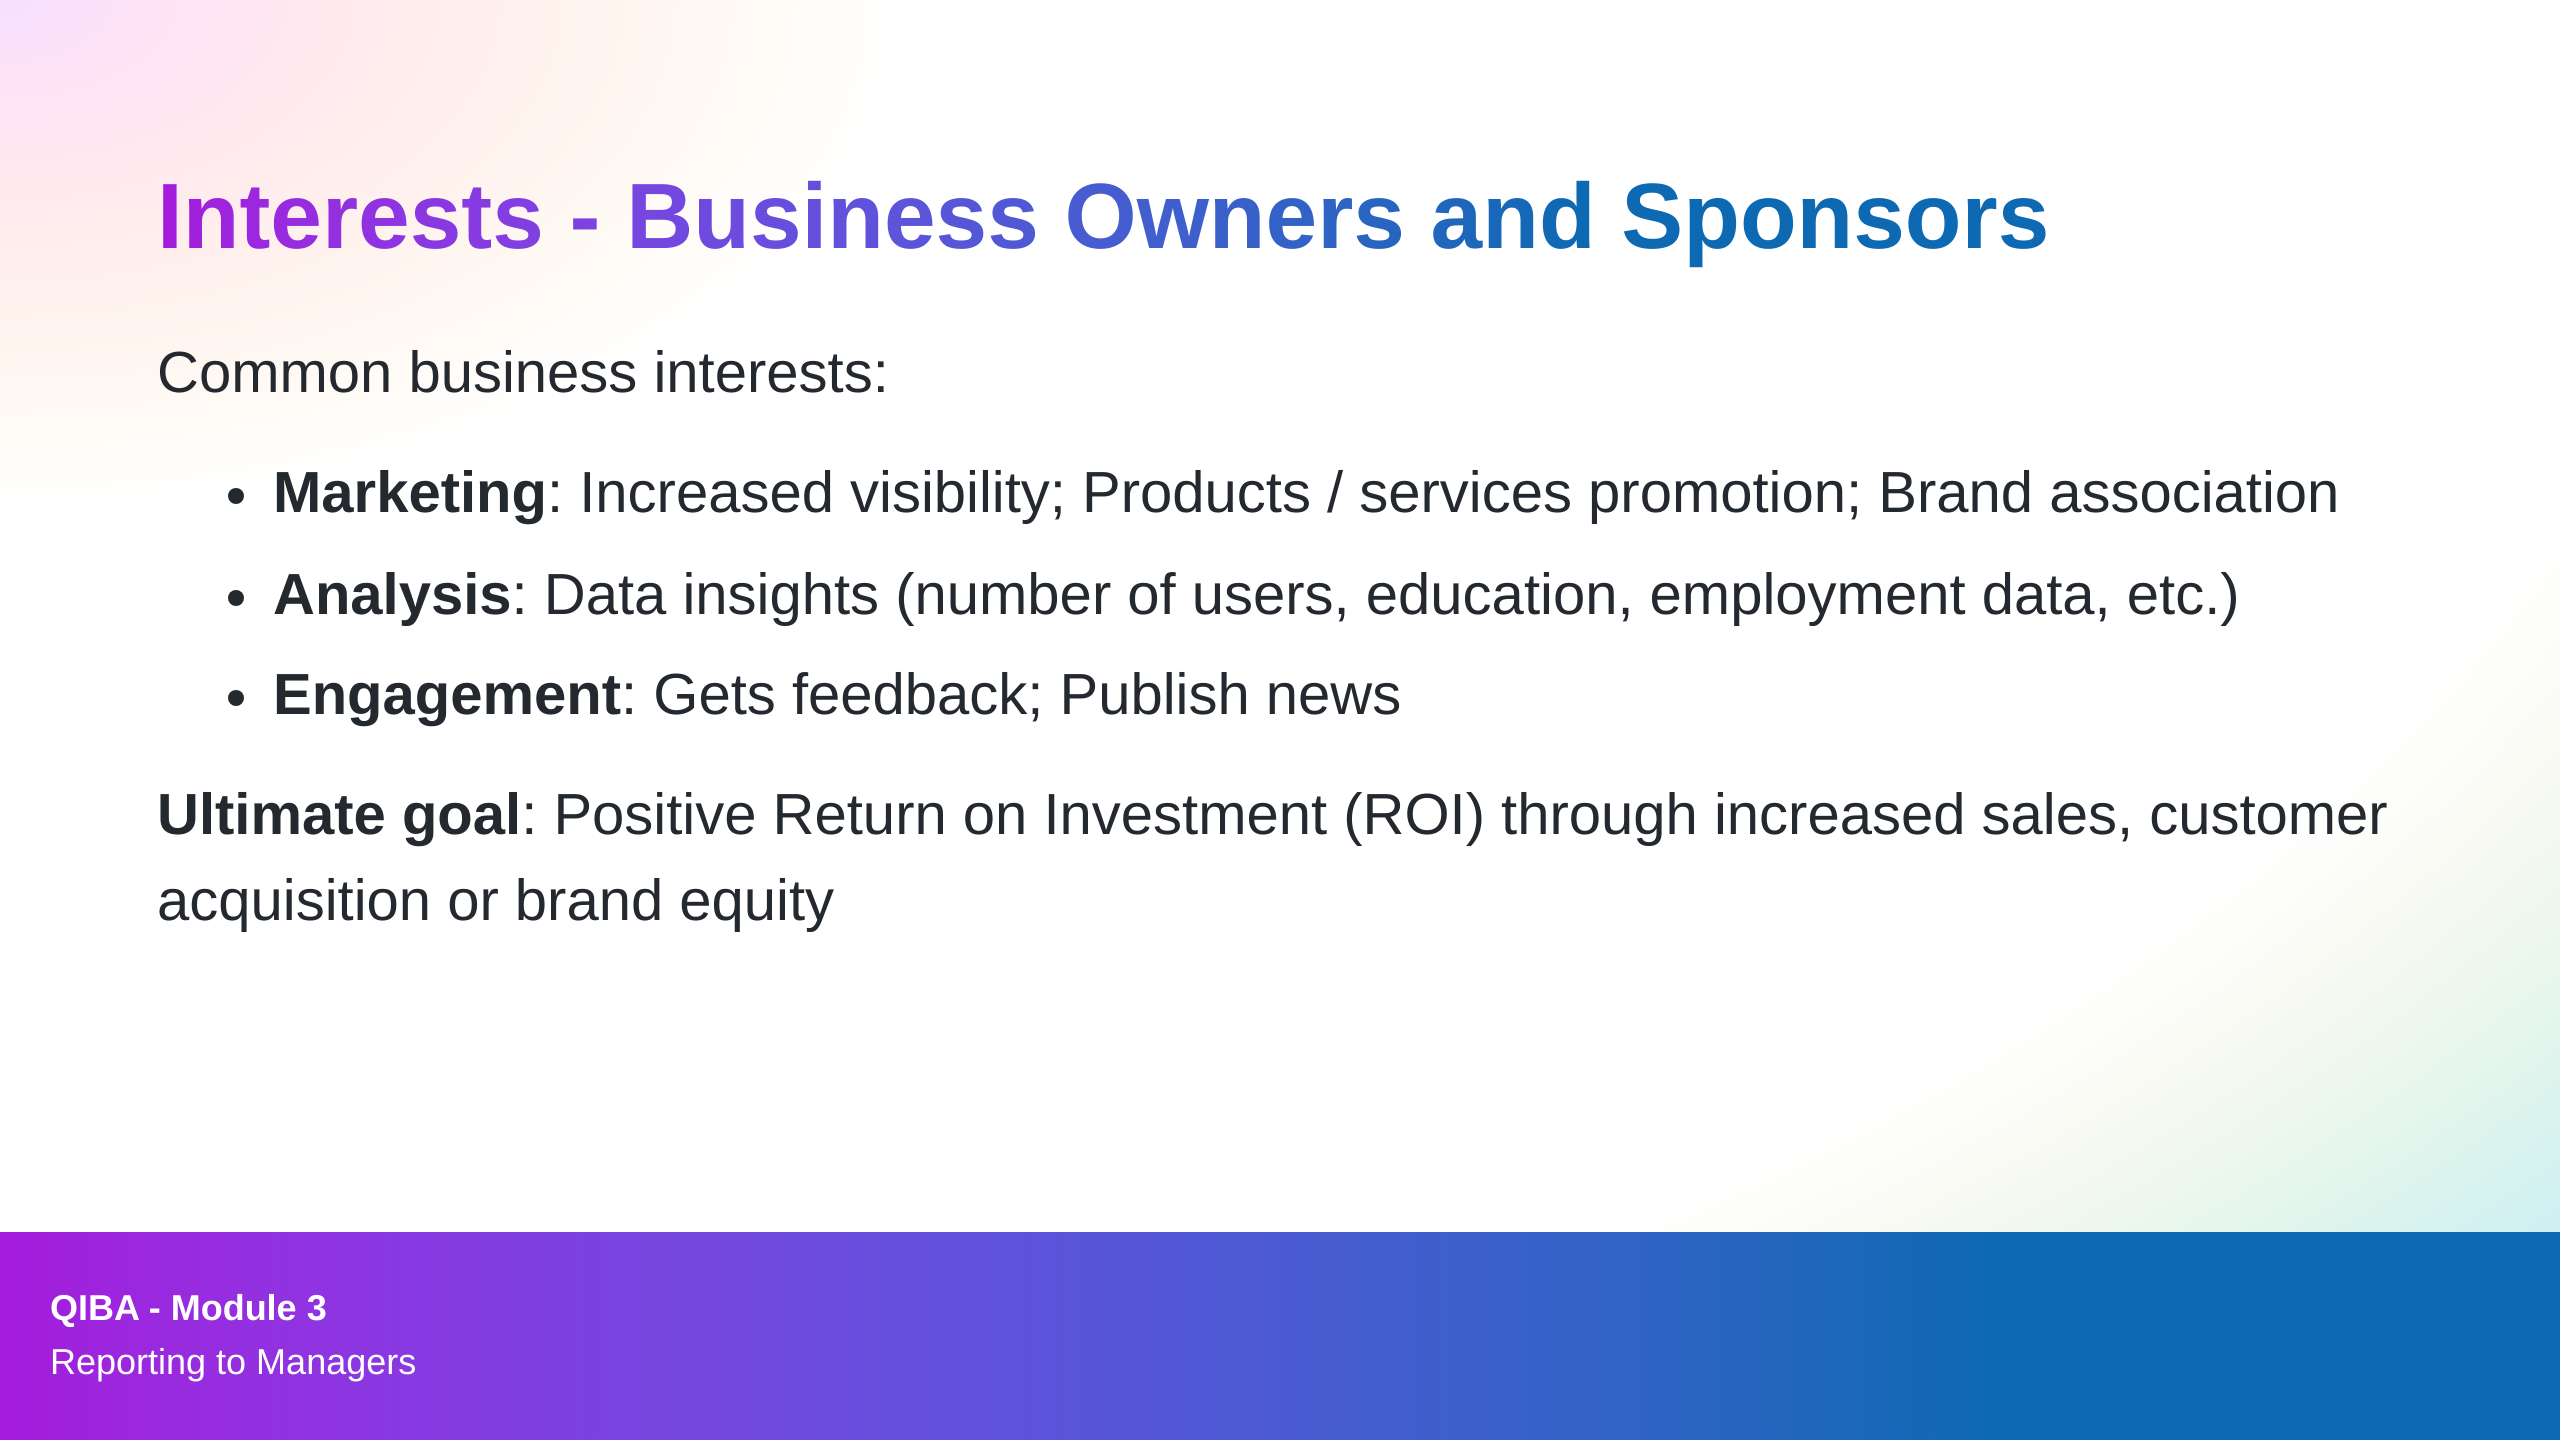 Interests - Business Owners and Sponsors
Common business interests:
• Marketing: Increased visibility; Products / services promotion; Brand association
• Analysis: Data insights (number of users, education, employment data, etc.)
• Engagement: Gets feedback; Publish news
Ultimate goal: Positive Return on Investment (ROI) through increased sales, customer
acquisition or brand equity
QIBA - Module 3
Reporting to Managers